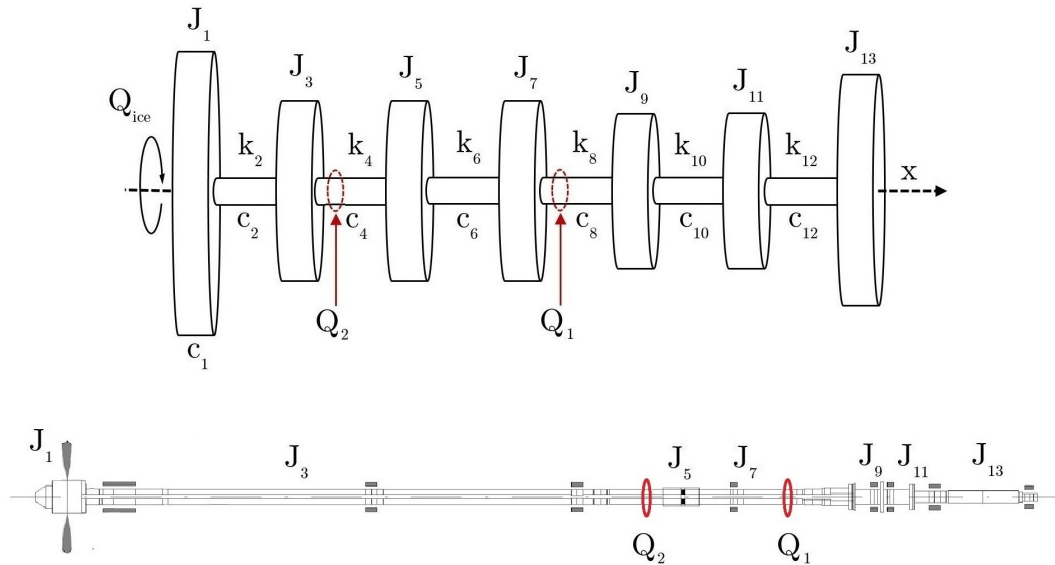 J₁
J₃ J₅ J₇ J₉ J₁₁ J₁₃
Q_ice
k₂ k₄ k₆ k₈ k₁₀ k₁₂ x
c₂ c₄ c₆ c₈ c₁₀ c₁₂
Q₂ Q₁
c₁
J₁ J₃ J₅ J₇ J₉ J₁₁ J₁₃
Q₂ Q₁